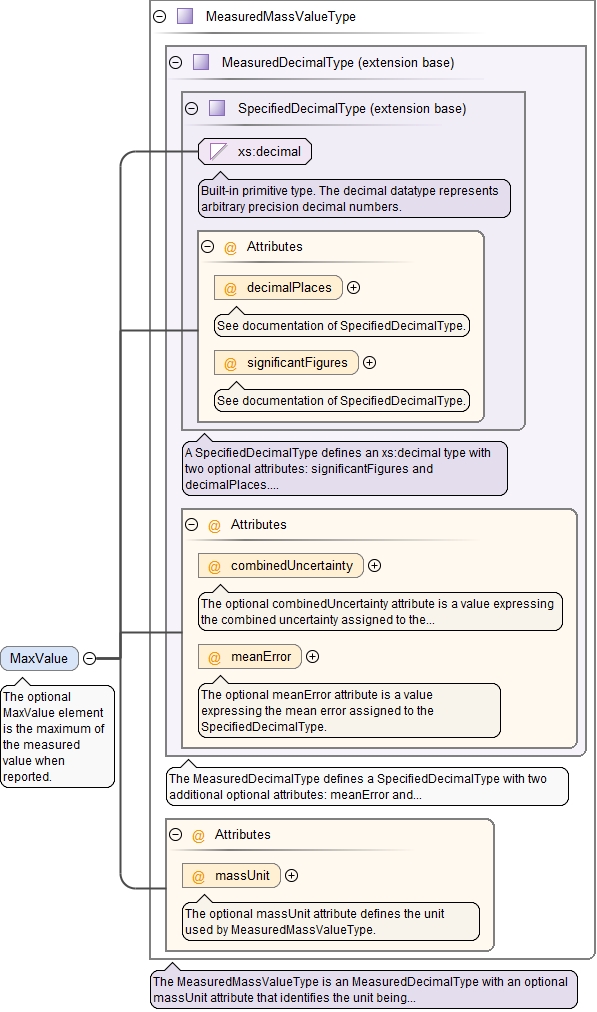 MeasuredMassValueType
MeasuredDecimalType (extension base)
SpecifiedDecimalType (extension base)
xs:decimal
Built-in primitive type. The decimal datatype represents
arbitrary precision decimal numbers.
@ Attributes
@ decimalPlaces
See documentation of SpecifiedDecimalType.
@ significantFigures
See documentation of SpecifiedDecimalType.
A SpecifiedDecimalType defines an xs:decimal type with
two optional attributes: significantFigures and
decimalPlaces....
@ Attributes
@ combinedUncertainty
The optional combinedUncertainty attribute is a value expressing
the combined uncertainty assigned to the...
@ meanError
The optional meanError attribute is a value
expressing the mean error assigned to the
SpecifiedDecimalType.
MaxValue
The optional
MaxValue element
is the maximum of
the measured
value when
reported.
The MeasuredDecimalType defines a SpecifiedDecimalType with two
additional optional attributes: meanError and...
@ Attributes
@ massUnit
The optional massUnit attribute defines the unit
used by MeasuredMassValueType.
The MeasuredMassValueType is an MeasuredDecimalType with an optional
massUnit attribute that identifies the unit being...